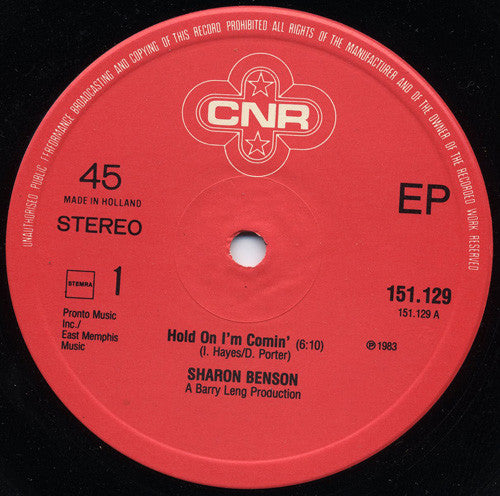 UNAUTHORISED PUBLIC PERFORMANCE BROADCASTING AND COPYING OF THIS RECORD PROHIBITED ALL RIGHTS OF THE MANUFACTURER AND OF THE OWNER OF THE RECORDED WORK RESERVED
CNR
45
MADE IN HOLLAND
STEREO
EP
STEMRA
1
151.129
151.129 A
Pronto Music
Inc./
East Memphis
Music
Hold On I'm Comin' (6:10)
(I. Hayes/D. Porter)
℗ 1983
SHARON BENSON
A Barry Leng Production